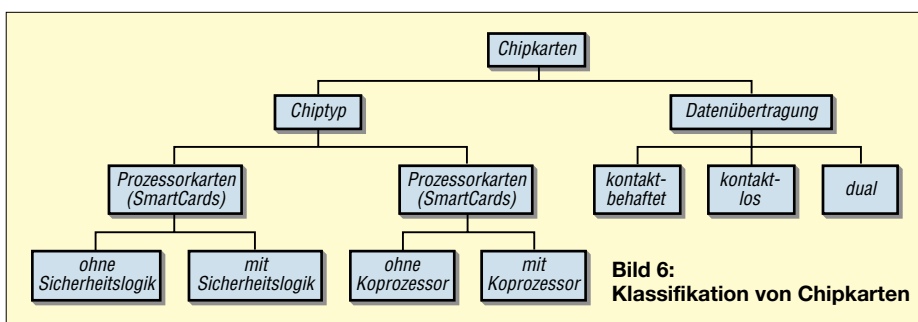 Chipkarten
Chiptyp
Datenübertragung
Prozessorkarten
(SmartCards)
Prozessorkarten
(SmartCards)
kontakt-
behaftet
kontakt-
los
dual
ohne
Sicherheitslogik
mit
Sicherheitslogik
ohne
Koprozessor
mit
Koprozessor
Bild 6:
Klassifikation von Chipkarten